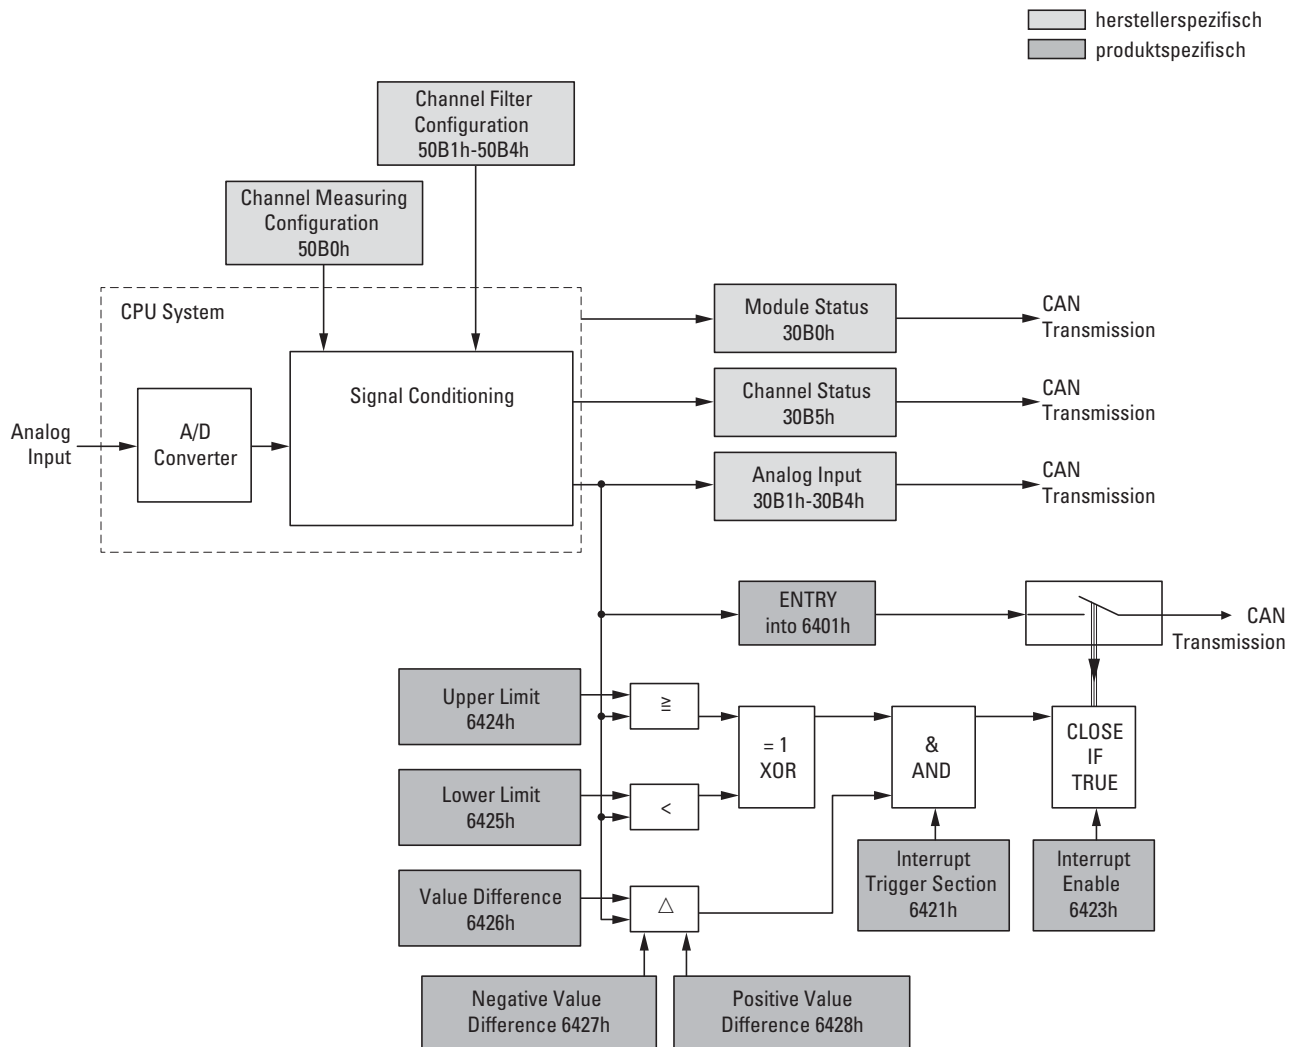 herstellerspezifisch
produktspezifisch
Channel Filter
Configuration
50B1h-50B4h
Channel Measuring
Configuration
50B0h
CPU System
Module Status
30B0h
CAN
Transmission
Signal Conditioning
Channel Status
30B5h
CAN
Transmission
Analog
Input
A/D
Converter
Analog Input
30B1h-30B4h
CAN
Transmission
ENTRY
into 6401h
CAN
Transmission
Upper Limit
6424h
≧
= 1
XOR
&
AND
CLOSE
IF
TRUE
Lower Limit
6425h
<
Value Difference
6426h
△
Interrupt
Trigger Section
6421h
Interrupt
Enable
6423h
Negative Value
Difference 6427h
Positive Value
Difference 6428h